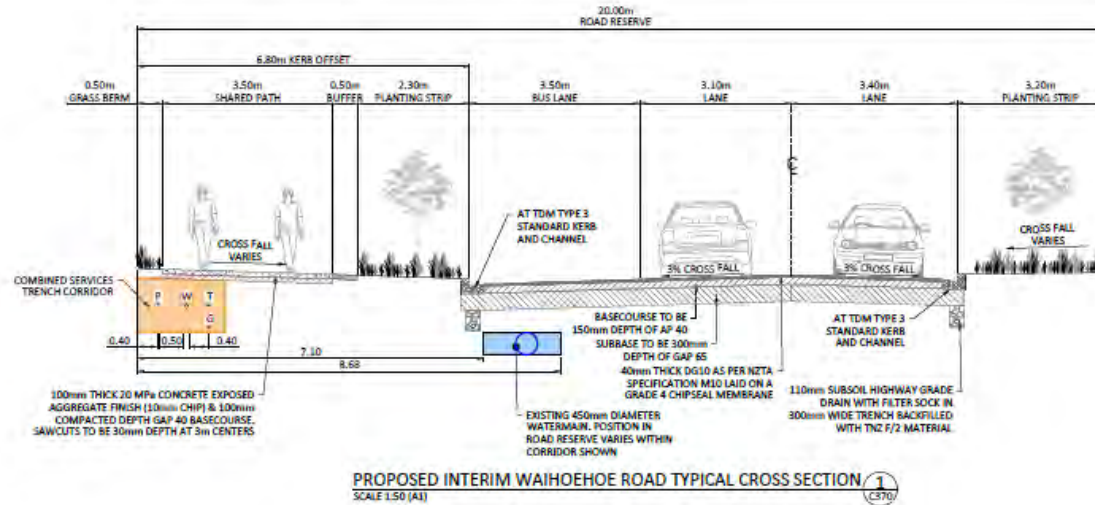 20.00m
ROAD RESERVE
6.80m KERB OFFSET
0.50m
GRASS BERM
3.50m
SHARED PATH
0.50m
BUFFER
2.30m
PLANTING STRIP
3.50m
BUS LANE
3.10m
LANE
3.40m
LANE
3.20m
PLANTING STRIP
CROSS FALL
VARIES
AT TDM TYPE 3
STANDARD KERB
AND CHANNEL
3% CROSS FALL
3% CROSS FALL
CROSS FALL
VARIES
COMBINED SERVICES
TRENCH CORRIDOR
P W T
G
0.40 0.50 0.40
7.10
8.68
100mm THICK 20 MPa CONCRETE EXPOSED
AGGREGATE FINISH (10mm CHIP) & 100mm
COMPACTED DEPTH GAP 40 BASECOURSE.
SAWCUTS TO BE 30mm DEPTH AT 3m CENTERS
BASECOURSE TO BE
150mm DEPTH OF AP 40
SUBBASE TO BE 300mm
DEPTH OF GAP 65
40mm THICK DG10 AS PER NZTA
SPECIFICATION M10 LAID ON A
GRADE 4 CHIPSEAL MEMBRANE
EXISTING 450mm DIAMETER
WATERMAIN. POSITION IN
ROAD RESERVE VARIES WITHIN
CORRIDOR SHOWN
AT TDM TYPE 3
STANDARD KERB
AND CHANNEL
110mm SUBSOIL HIGHWAY GRADE
DRAIN WITH FILTER SOCK IN
300mm WIDE TRENCH BACKFILLED
WITH TNZ F/2 MATERIAL
PROPOSED INTERIM WAIHOEHOE ROAD TYPICAL CROSS SECTION
SCALE 1:50 (A1)
1
C370